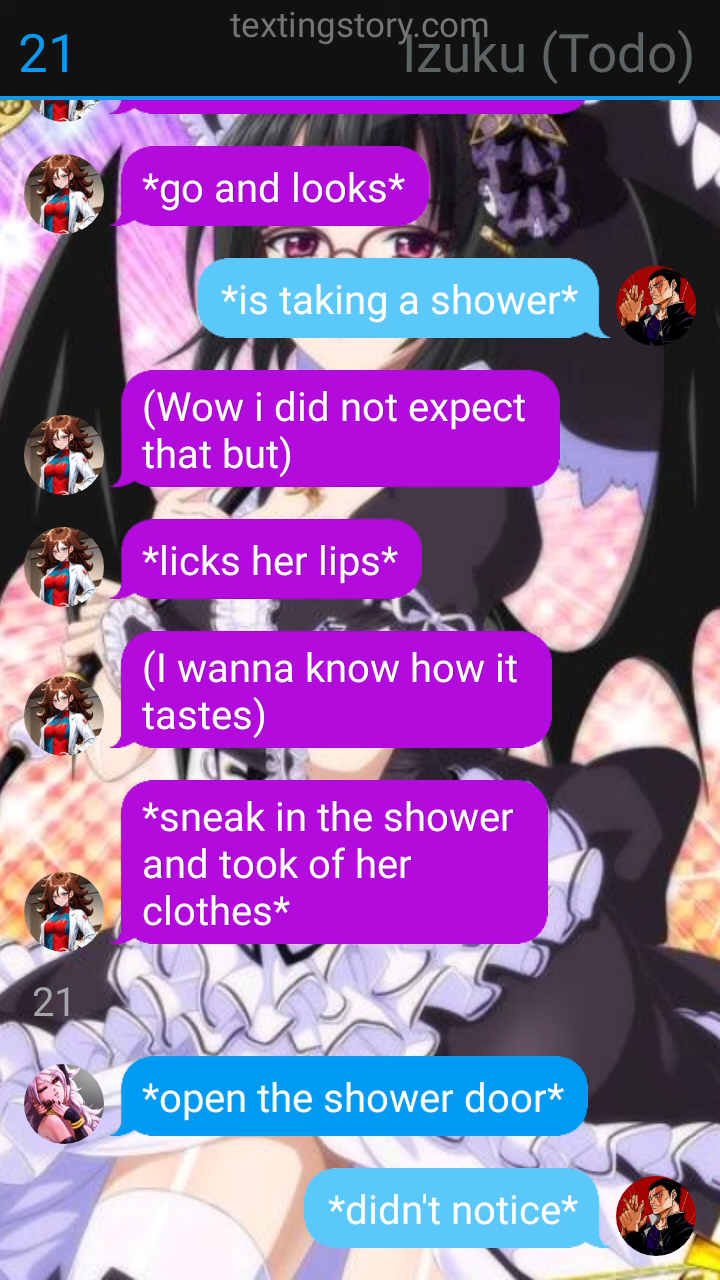 textingstory.com
21
Izuku (Todo)
*go and looks*
*is taking a shower*
(Wow i did not expect
that but)
*licks her lips*
(I wanna know how it
tastes)
*sneak in the shower
and took of her
clothes*
21
*open the shower door*
*didn't notice*